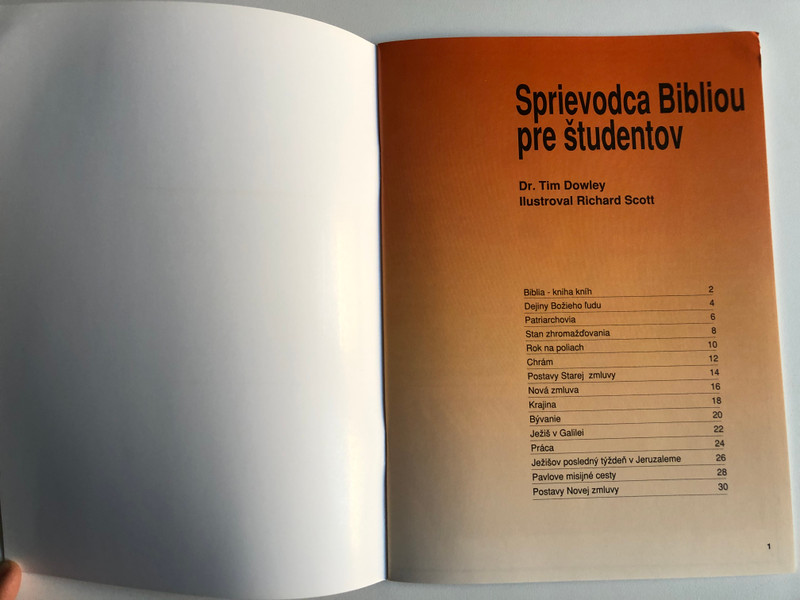 Sprievodca Bibliou
pre študentov
Dr. Tim Dowley
Ilustroval Richard Scott
Biblia - kniha kníh 2
Dejiny Božieho ľudu 4
Patriarchovia 6
Stan zhromažďovania 8
Rok na poliach 10
Chrám 12
Postavy Starej zmluvy 14
Nová zmluva 16
Krajina 18
Bývanie 20
Ježiš v Galilei 22
Práca 24
Ježišov posledný týždeň v Jeruzaleme 26
Pavlove misijné cesty 28
Postavy Novej zmluvy 30
1